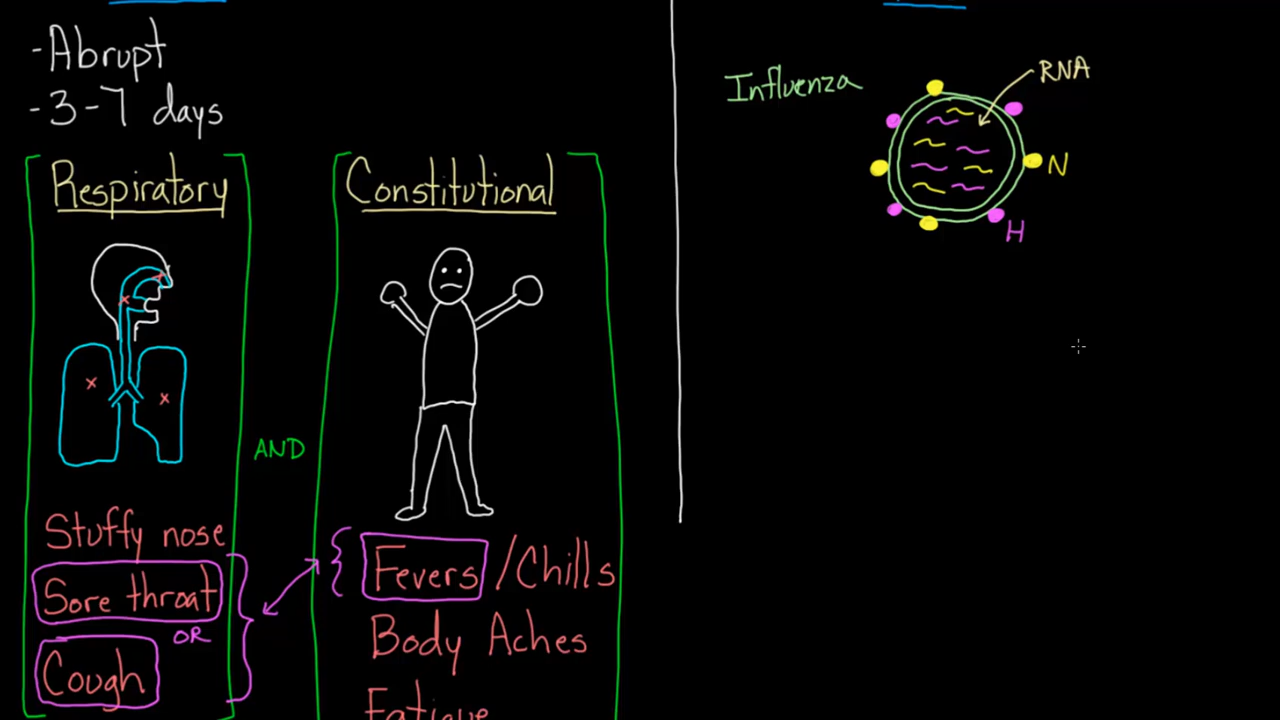 -Abrupt
-3-7 days
Respiratory
Stuffy nose
Sore throat
OR
Cough
AND
Constitutional
Fevers /Chills
Body Aches
Fatigue
Influenza
RNA
N
H